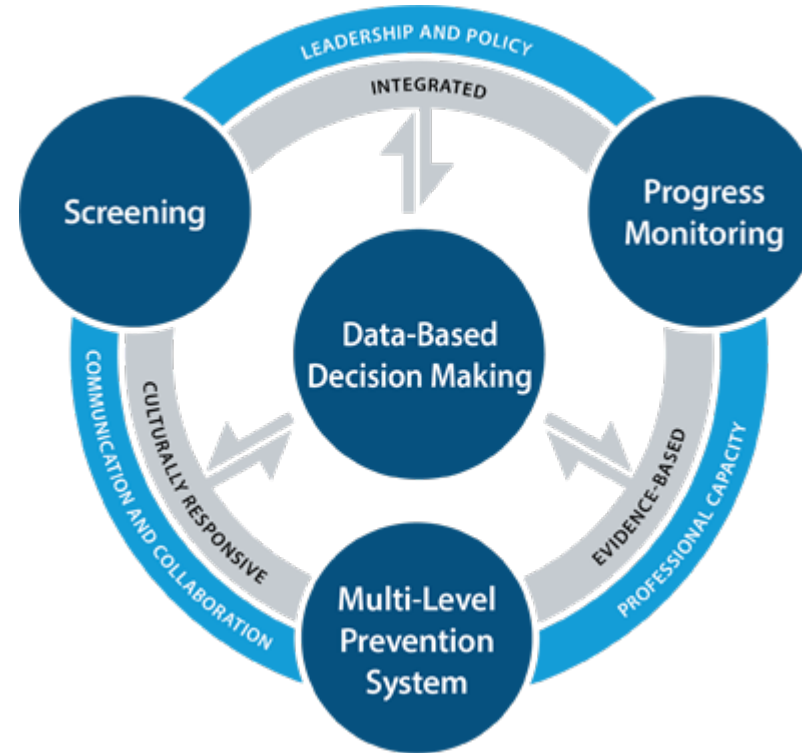 LEADERSHIP AND POLICY
INTEGRATED
Screening
Progress
Monitoring
Data-Based
Decision Making
COMMUNICATION AND COLLABORATION
CULTURALLY RESPONSIVE
EVIDENCE-BASED
PROFESSIONAL CAPACITY
Multi-Level
Prevention
System